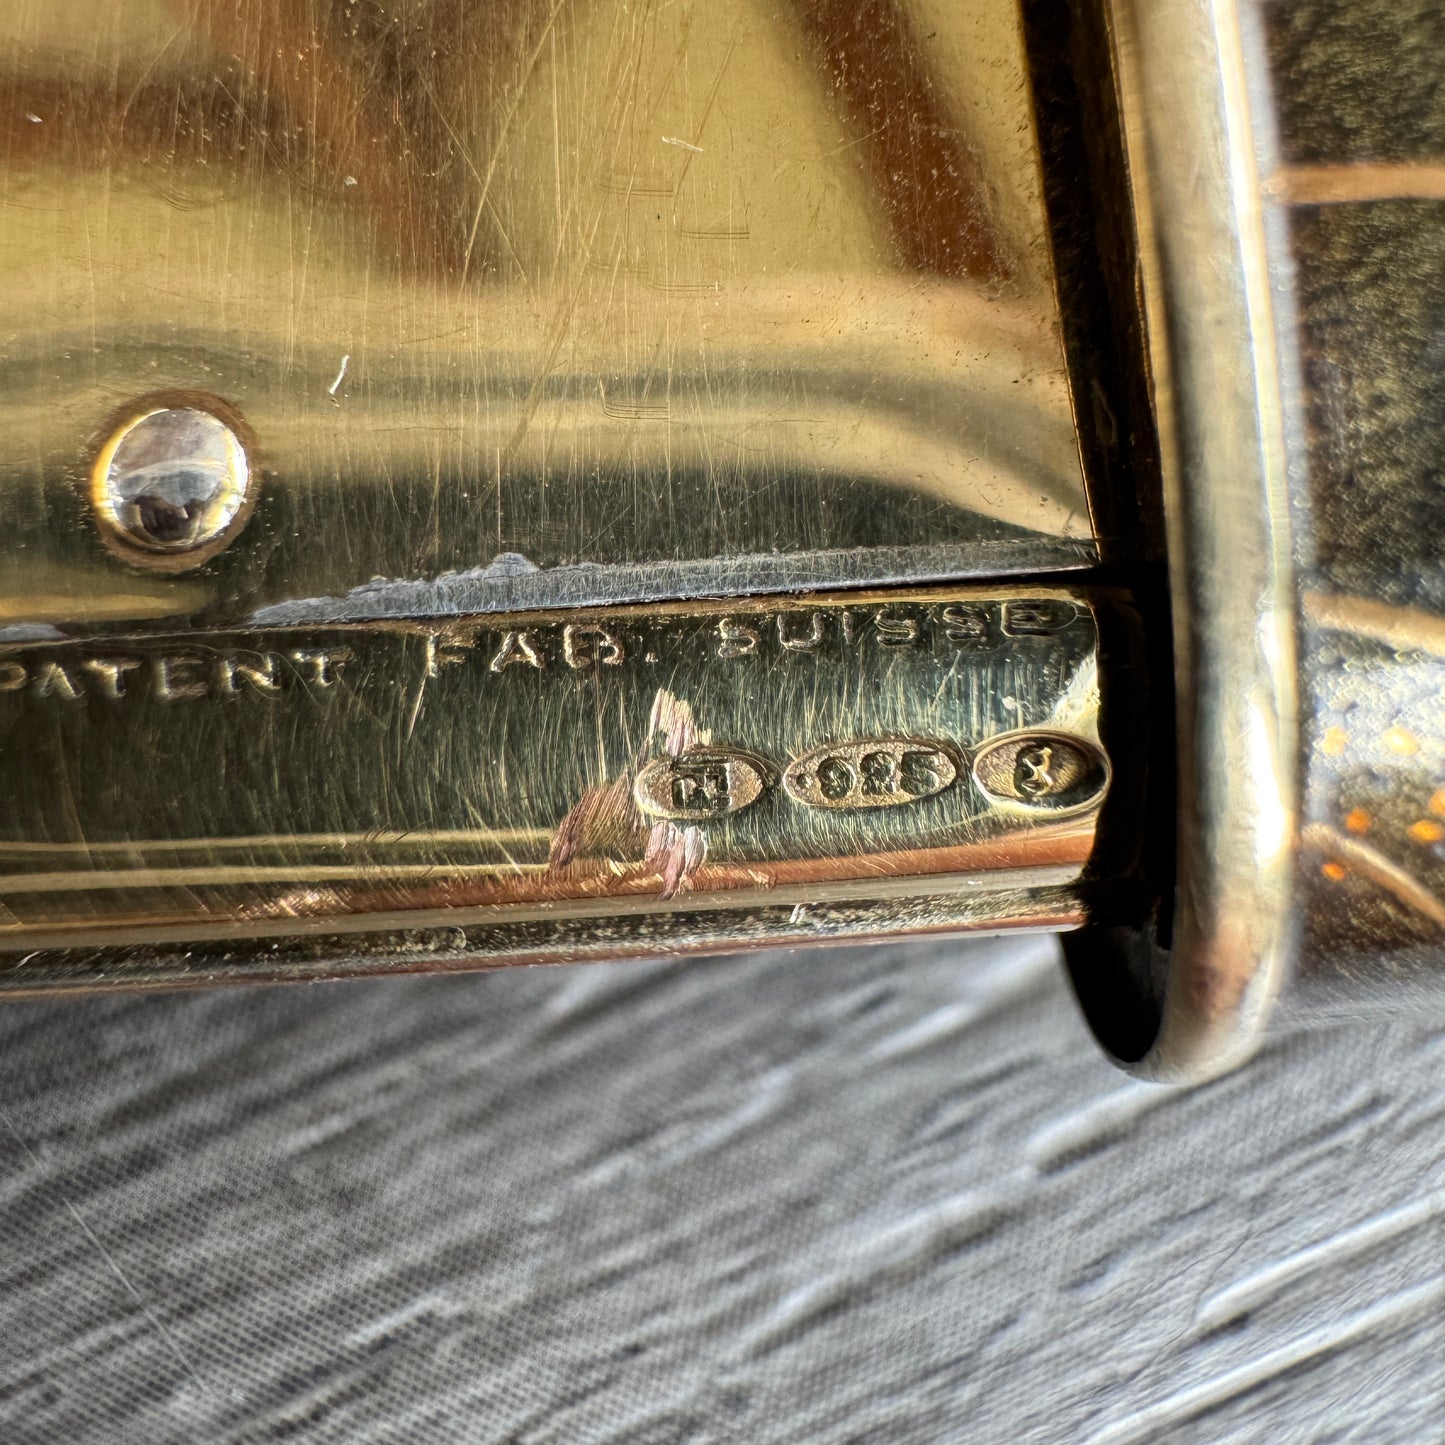 PATENT FAB. SUISSE
.925